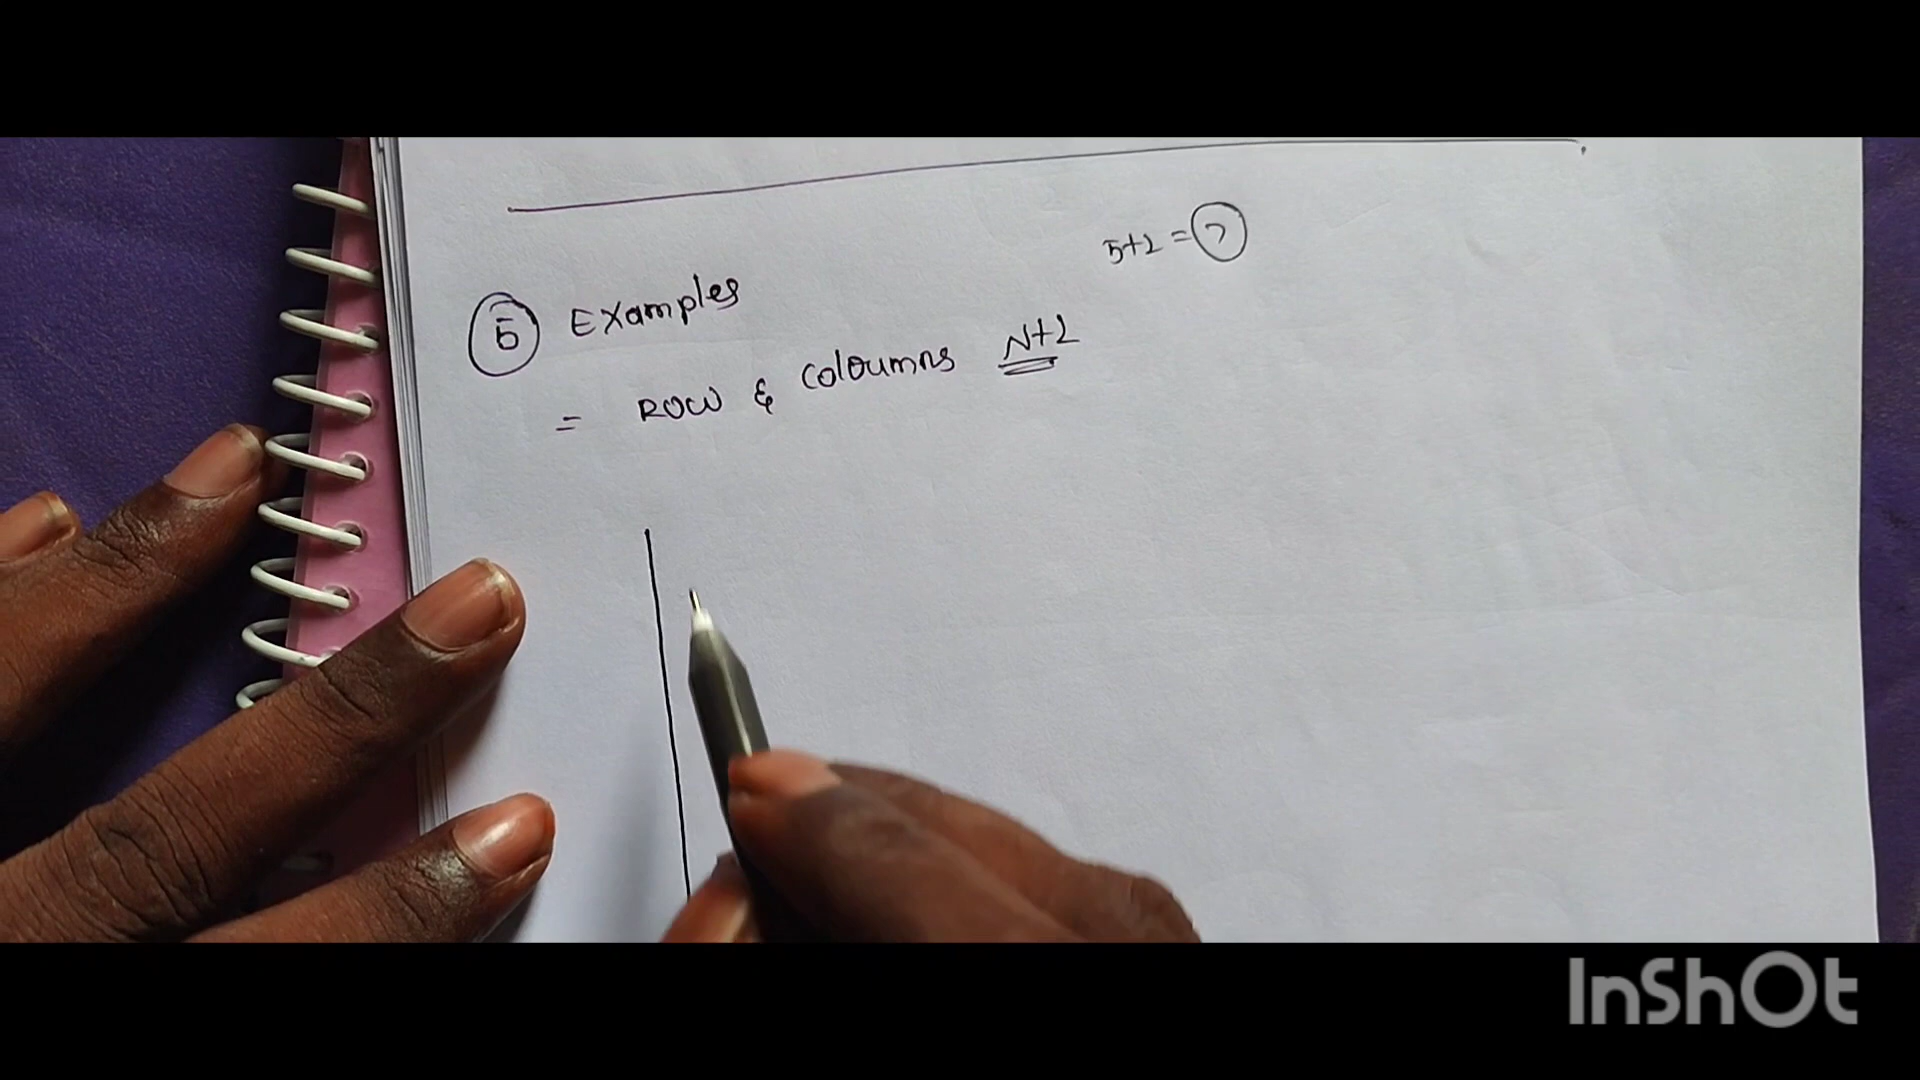 5+2 = 7
5 Examples
= Row & coloumns N+2
InShOt